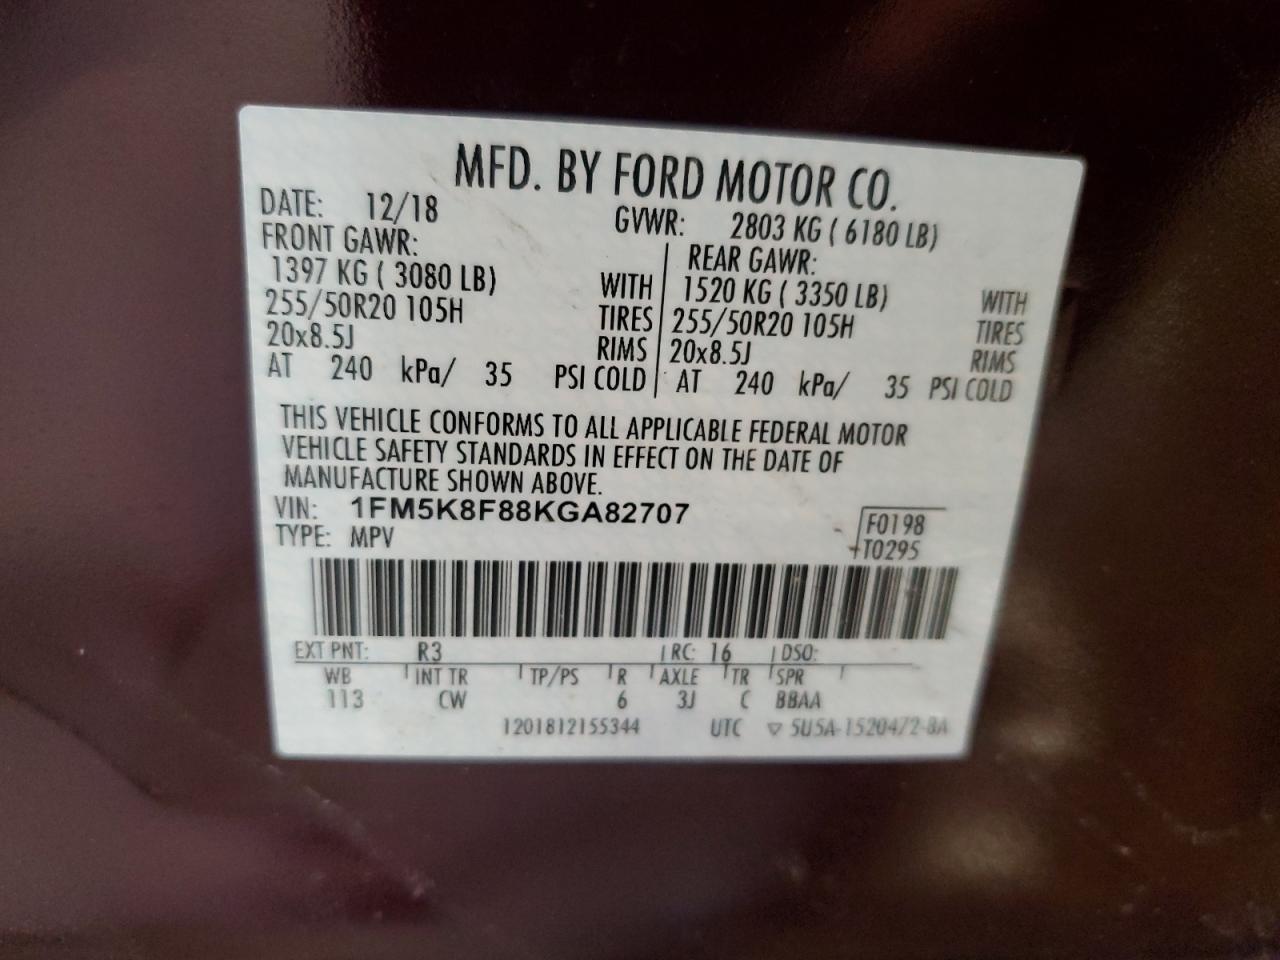 MFD. BY FORD MOTOR CO.
DATE: 12/18 GVWR: 2803 KG ( 6180 LB)
FRONT GAWR: REAR GAWR:
1397 KG ( 3080 LB) WITH 1520 KG ( 3350 LB) WITH
255/50R20 105H TIRES 255/50R20 105H TIRES
20x8.5J RIMS 20x8.5J RIMS
AT 240 kPa/ 35 PSI COLD AT 240 kPa/ 35 PSI COLD
THIS VEHICLE CONFORMS TO ALL APPLICABLE FEDERAL MOTOR
VEHICLE SAFETY STANDARDS IN EFFECT ON THE DATE OF
MANUFACTURE SHOWN ABOVE.
VIN: 1FM5K8F88KGA82707 F0198
TYPE: MPV T0295
EXT PNT: R3 RC: 16 DSO:
WB INT TR TP/PS R AXLE TR SPR
113 CW 6 3J C BBAA
1201812155344 UTC ▽ 5U5A-1520472-BA